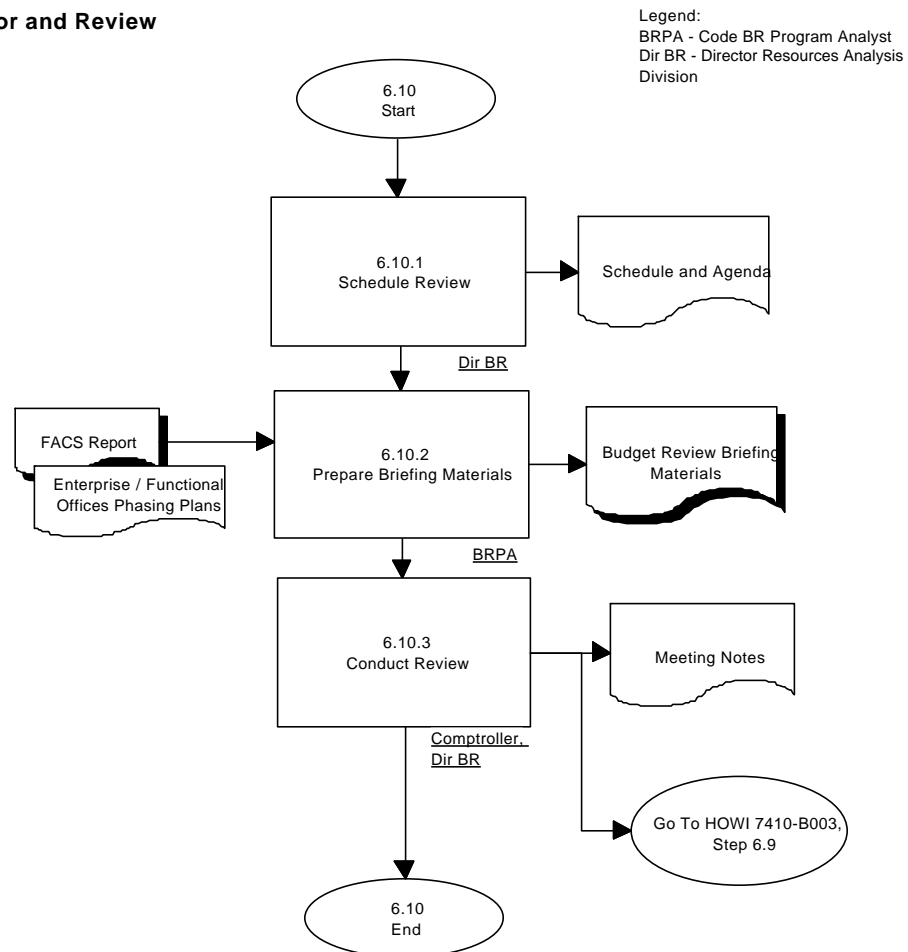 or and Review
Legend:
BRPA - Code BR Program Analyst
Dir BR - Director Resources Analysis
Division
6.10
Start
6.10.1
Schedule Review
Schedule and Agenda
Dir BR
FACS Report
Enterprise / Functional
Offices Phasing Plans
6.10.2
Prepare Briefing Materials
Budget Review Briefing
Materials
BRPA
6.10.3
Conduct Review
Meeting Notes
Comptroller,
Dir BR
Go To HOWI 7410-B003,
Step 6.9
6.10
End